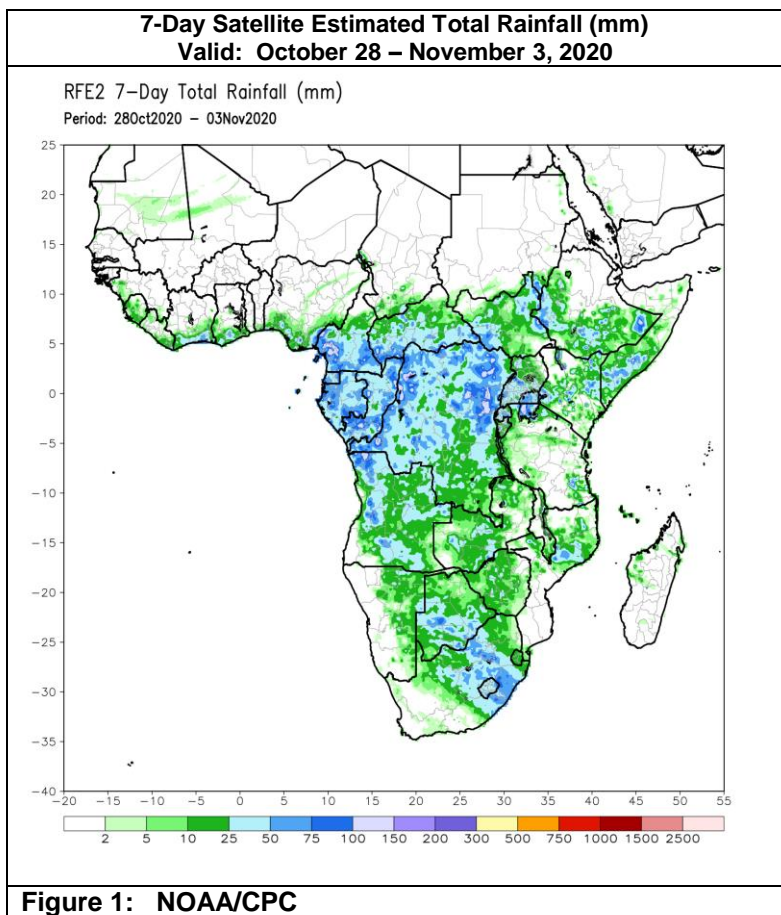 7-Day Satellite Estimated Total Rainfall (mm)
Valid: October 28 – November 3, 2020
RFE2 7-Day Total Rainfall (mm)
Period: 28Oct2020 – 03Nov2020
25
20
15
10
5
0
-5
-10
-15
-20
-25
-30
-35
-40
-20 -15 -10 -5 0 5 10 15 20 25 30 35 40 45 50 55
2 5 10 25 50 75 100 150 200 300 500 750 1000 1500 2500
Figure 1: NOAA/CPC